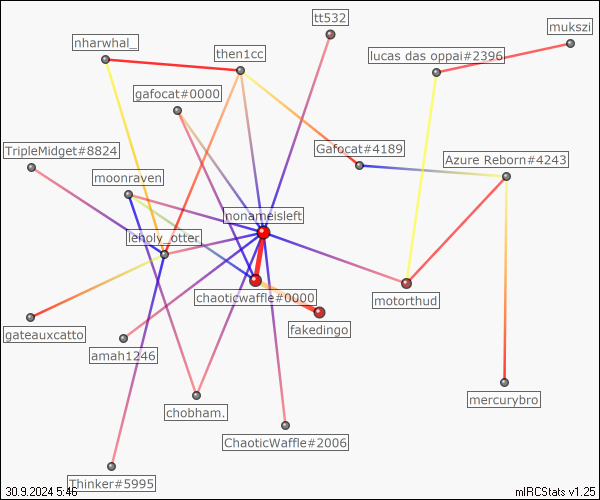 tt532
mukszi
nharwhal_
then1cc
lucas das oppai#2396
gafocat#0000
TripleMidget#8824
Gafocat#4189
Azure Reborn#4243
moonraven
nonameisleft
leholy_otter
chaoticwaffle#0000
motorthud
fakedingo
gateauxcatto
amah1246
mercurybro
chobham.
ChaoticWaffle#2006
Thinker#5995
30.9.2024 5:46
mIRCStats v1.25